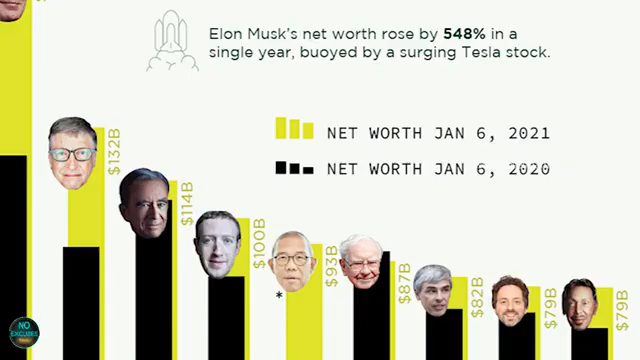 Elon Musk's net worth rose by 548% in a
single year, buoyed by a surging Tesla stock.
NET WORTH JAN 6, 2021
NET WORTH JAN 6, 2020
$132B
$114B
$100B
$93B
*
$87B
$82B
$79B
$79B
NO
EXCUSES